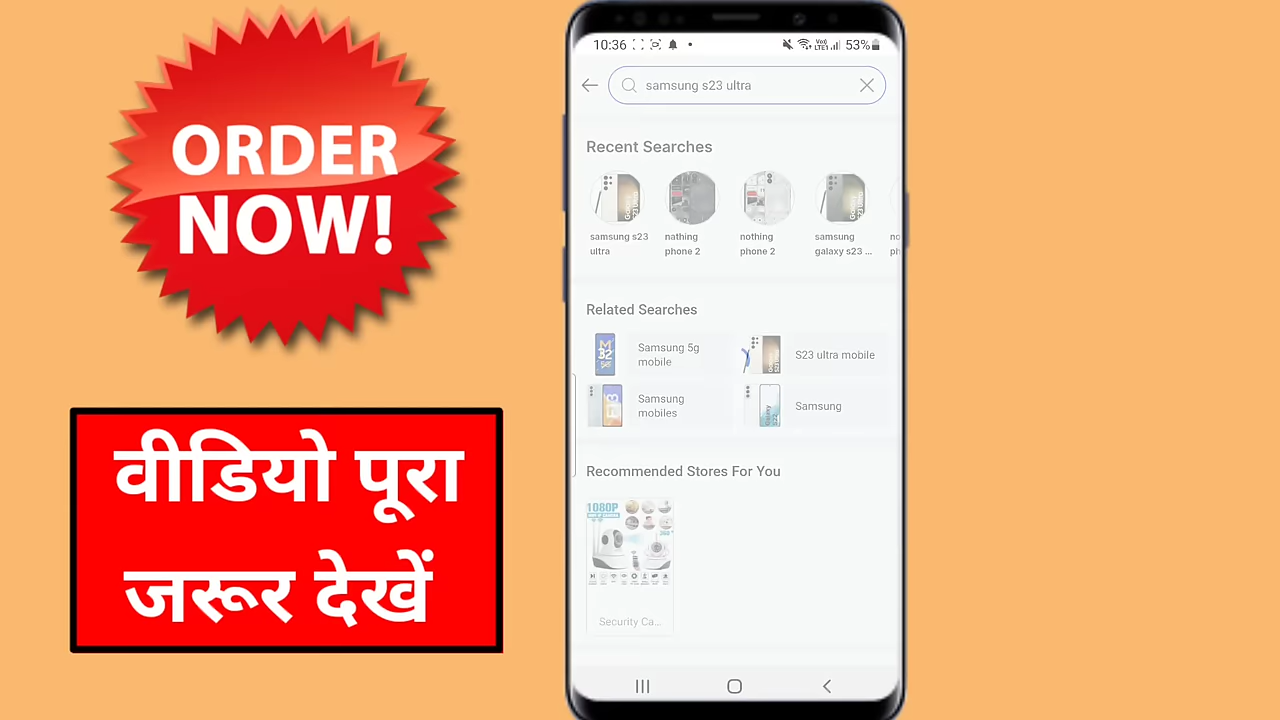 ORDER
NOW!
वीडियो पूरा
जरूर देखें
10:36
53%
samsung s23 ultra
Recent Searches
samsung s23
ultra
nathing
phone 2
nothing
phone 2
samsung
galaxy s23 ...
Related Searches
Samsung 5g
mobile
S23 ultra mobile
Samsung
mobiles
Samsung
Recommended Stores For You
1080P
Security Ca...